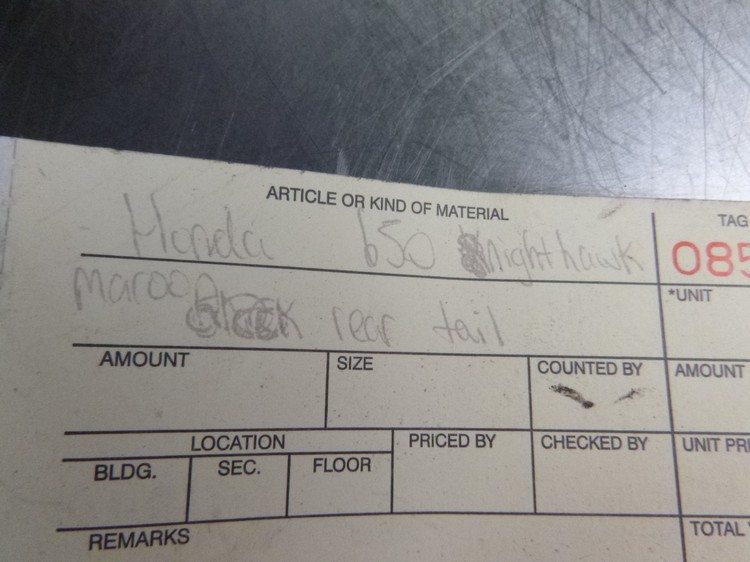 ARTICLE OR KIND OF MATERIAL
TAG
Honda 650 nighthawk
085
maroon rear tail
*UNIT
AMOUNT
SIZE
COUNTED BY
AMOUNT
LOCATION
PRICED BY
CHECKED BY
UNIT PRI
BLDG.
SEC.
FLOOR
REMARKS
TOTAL